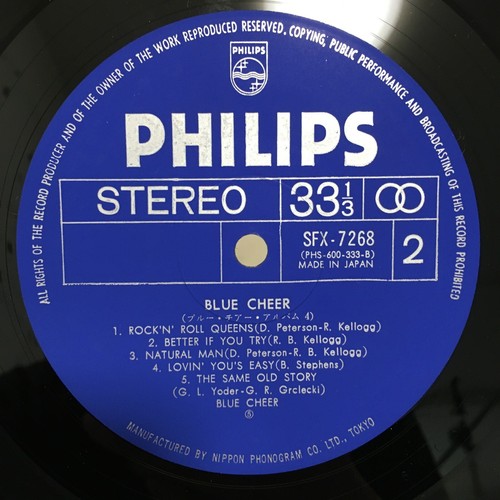 ALL RIGHTS OF THE RECORD PRODUCER AND OF THE OWNER OF THE WORK REPRODUCED RESERVED. COPYING, PUBLIC PERFORMANCE AND BROADCASTING OF THIS RECORD PROHIBITED
PHILIPS
PHILIPS
STEREO 33 1/3
SFX-7268 2
(PHS-600-333-B)
MADE IN JAPAN
BLUE CHEER
(ブルー・チアー・アルバム 4)
1. ROCK'N' ROLL QUEENS(D. Peterson-R. Kellogg)
2. BETTER IF YOU TRY(R. B. Kellogg)
3. NATURAL MAN(D. Peterson-R. B. Kellogg)
4. LOVIN' YOU'S EASY(B. Stephens)
5. THE SAME OLD STORY
(G. L. Yoder-G. R. Grclecki)
BLUE CHEER
MANUFACTURED BY NIPPON PHONOGRAM CO. LTD., TOKYO